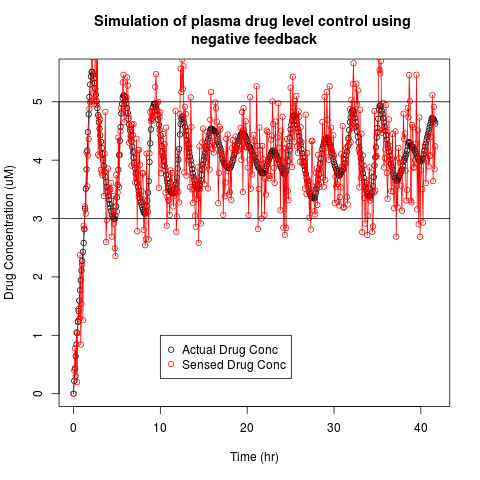 Simulation of plasma drug level control using
negative feedback
Drug Concentration (uM)
5
4
3
2
1
0
Actual Drug Conc
Sensed Drug Conc
0 10 20 30 40
Time (hr)